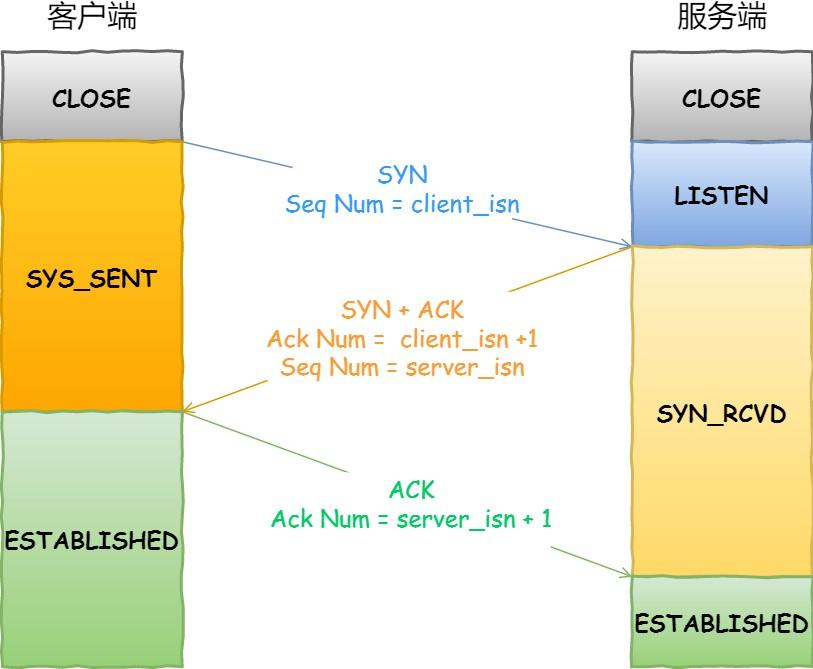 客户端
服务端
CLOSE
CLOSE
SYN
Seq Num = client_isn
LISTEN
SYS_SENT
SYN + ACK
Ack Num = client_isn +1
Seq Num = server_isn
SYN_RCVD
ACK
Ack Num = server_isn + 1
ESTABLISHED
ESTABLISHED